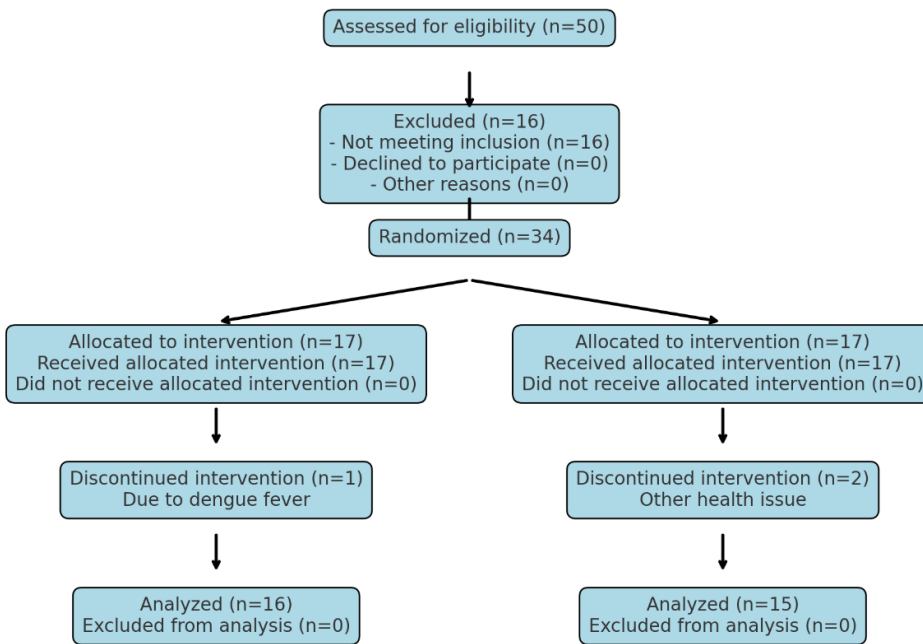 Assessed for eligibility (n=50)
Excluded (n=16)
- Not meeting inclusion (n=16)
- Declined to participate (n=0)
- Other reasons (n=0)
Randomized (n=34)
Allocated to intervention (n=17)
Received allocated intervention (n=17)
Did not receive allocated intervention (n=0)
Allocated to intervention (n=17)
Received allocated intervention (n=17)
Did not receive allocated intervention (n=0)
Discontinued intervention (n=1)
Due to dengue fever
Discontinued intervention (n=2)
Other health issue
Analyzed (n=16)
Excluded from analysis (n=0)
Analyzed (n=15)
Excluded from analysis (n=0)